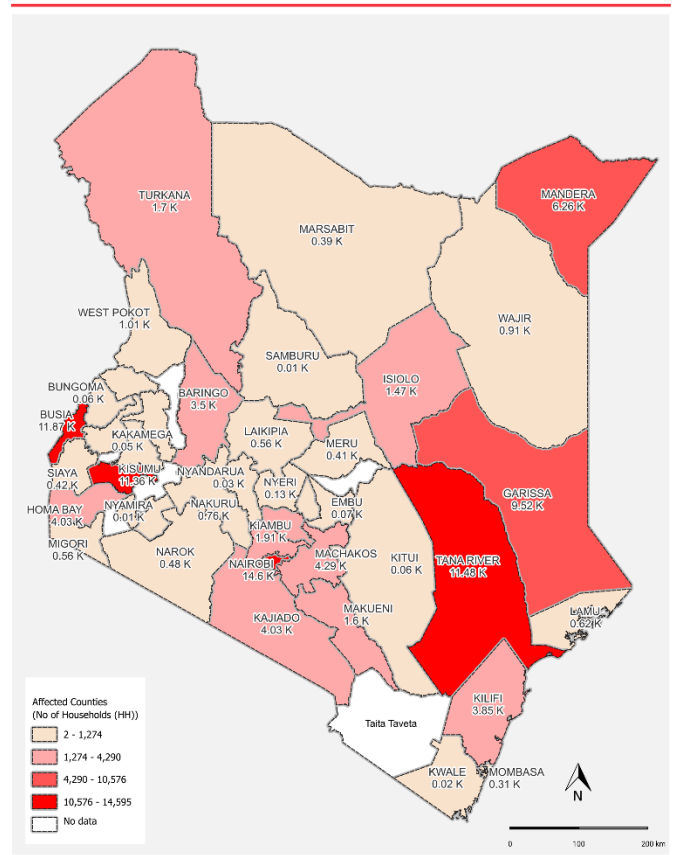 MANDERA
6.26 K
TURKANA
1.7 K
MARSABIT
0.39 K
WEST POKOT
1.01 K
WAJIR
0.91 K
SAMBURU
0.01 K
ISIOLO
1.47 K
BUNGOMA
0.06 K
BARINGO
3.5 K
BUSIA
11.87 K
KAKAMEGA
0.05 K
LAIKIPIA
0.56 K
MERU
0.41 K
SIAYA
0.42 K
KISUMU
11.36 K
NYANDARUA
0.03 K
NYERI
0.13 K
EMBU
0.07 K
GARISSA
9.52 K
HOMA BAY
4.03 K
NYAMIRA
0.01 K
NAKURU
0.76 K
KIAMBU
1.91 K
MIGORI
0.56 K
NAROK
0.48 K
NAIROBI
14.6 K
MACHAKOS
4.29 K
KITUI
0.06 K
TANA RIVER
11.48 K
KAJIADO
4.03 K
MAKUENI
1.6 K
LAMU
0.62 K
KILIFI
3.85 K
Taita Taveta
KWALE
0.02 K
MOMBASA
0.31 K
Affected Counties
(No of Households (HH))
2 - 1,274
1,274 - 4,290
4,290 - 10,576
10,576 - 14,595
No data
N
0 100 200 km